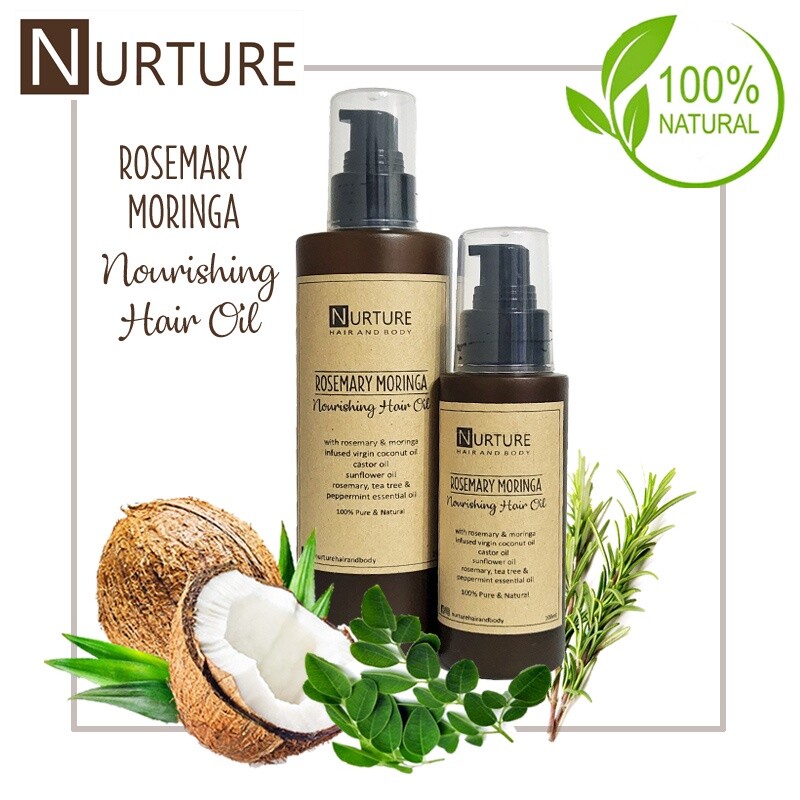 NURTURE
100%
NATURAL
ROSEMARY
MORINGA
Nourishing
Hair Oil
NURTURE
HAIR AND BODY
ROSEMARY MORINGA
Nourishing Hair Oil
with rosemary & moringa
infused virgin coconut oil
castor oil
sunflower oil
rosemary, tea tree &
peppermint essential oil
100% Pure & Natural
nurturehairandbody
NURTURE
HAIR AND BODY
ROSEMARY MORINGA
Nourishing Hair Oil
with rosemary & moringa
infused virgin coconut oil
castor oil
sunflower oil
rosemary, tea tree &
peppermint essential oil
100% Pure & Natural
nurturehairandbody
100ml